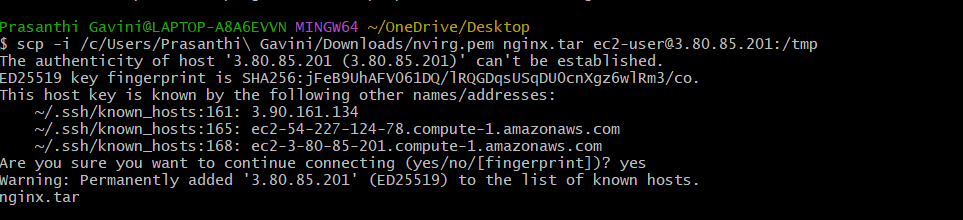 Prasanthi Gavini@LAPTOP-A8A6EVVN MINGW64 ~/OneDrive/Desktop
$ scp -i /c/Users/Prasanthi\ Gavini/Downloads/nvirg.pem nginx.tar ec2-user@3.80.85.201:/tmp
The authenticity of host '3.80.85.201 (3.80.85.201)' can't be established.
ED25519 key fingerprint is SHA256:jFeB9UhAFV061DQ/lRQGDqsUSqDUOcnXgz6wlRm3/co.
This host key is known by the following other names/addresses:
    ~/.ssh/known_hosts:161: 3.90.161.134
    ~/.ssh/known_hosts:165: ec2-54-227-124-78.compute-1.amazonaws.com
    ~/.ssh/known_hosts:168: ec2-3-80-85-201.compute-1.amazonaws.com
Are you sure you want to continue connecting (yes/no/[fingerprint])? yes
Warning: Permanently added '3.80.85.201' (ED25519) to the list of known hosts.
nginx.tar